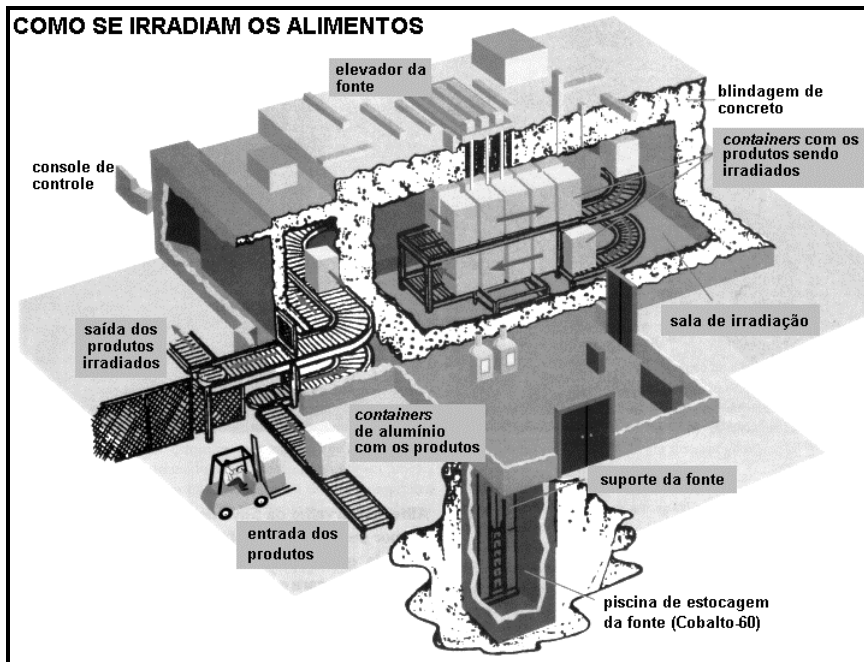 COMO SE IRRADIAM OS ALIMENTOS
elevador da
fonte
blindagem de
concreto
containers com os
produtos sendo
irradiados
console de
controle
saída dos
produtos
irradiados
sala de irradiação
containers
de alumínio
com os produtos
suporte da fonte
entrada dos
produtos
piscina de estocagem
da fonte (Cobalto-60)